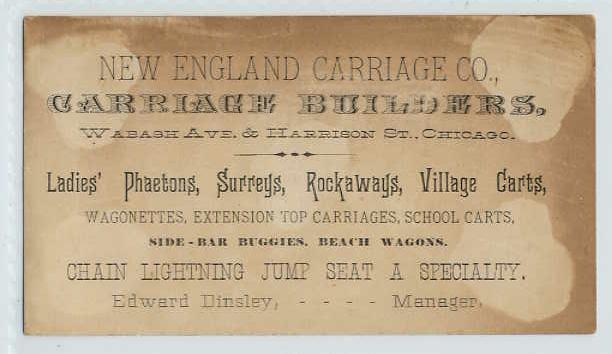 NEW ENGLAND CARRIAGE CO.,
CARRIAGE BUILDERS,
WABASH AVE. & HARRISON ST., CHICAGO.
Ladies' Phaetons, Surreys, Rockaways, Village Carts,
WAGONETTES, EXTENSION TOP CARRIAGES, SCHOOL CARTS,
SIDE-BAR BUGGIES, BEACH WAGONS.
CHAIN LIGHTNING JUMP SEAT A SPECIALTY.
Edward Dinsley, - - - - Manager.